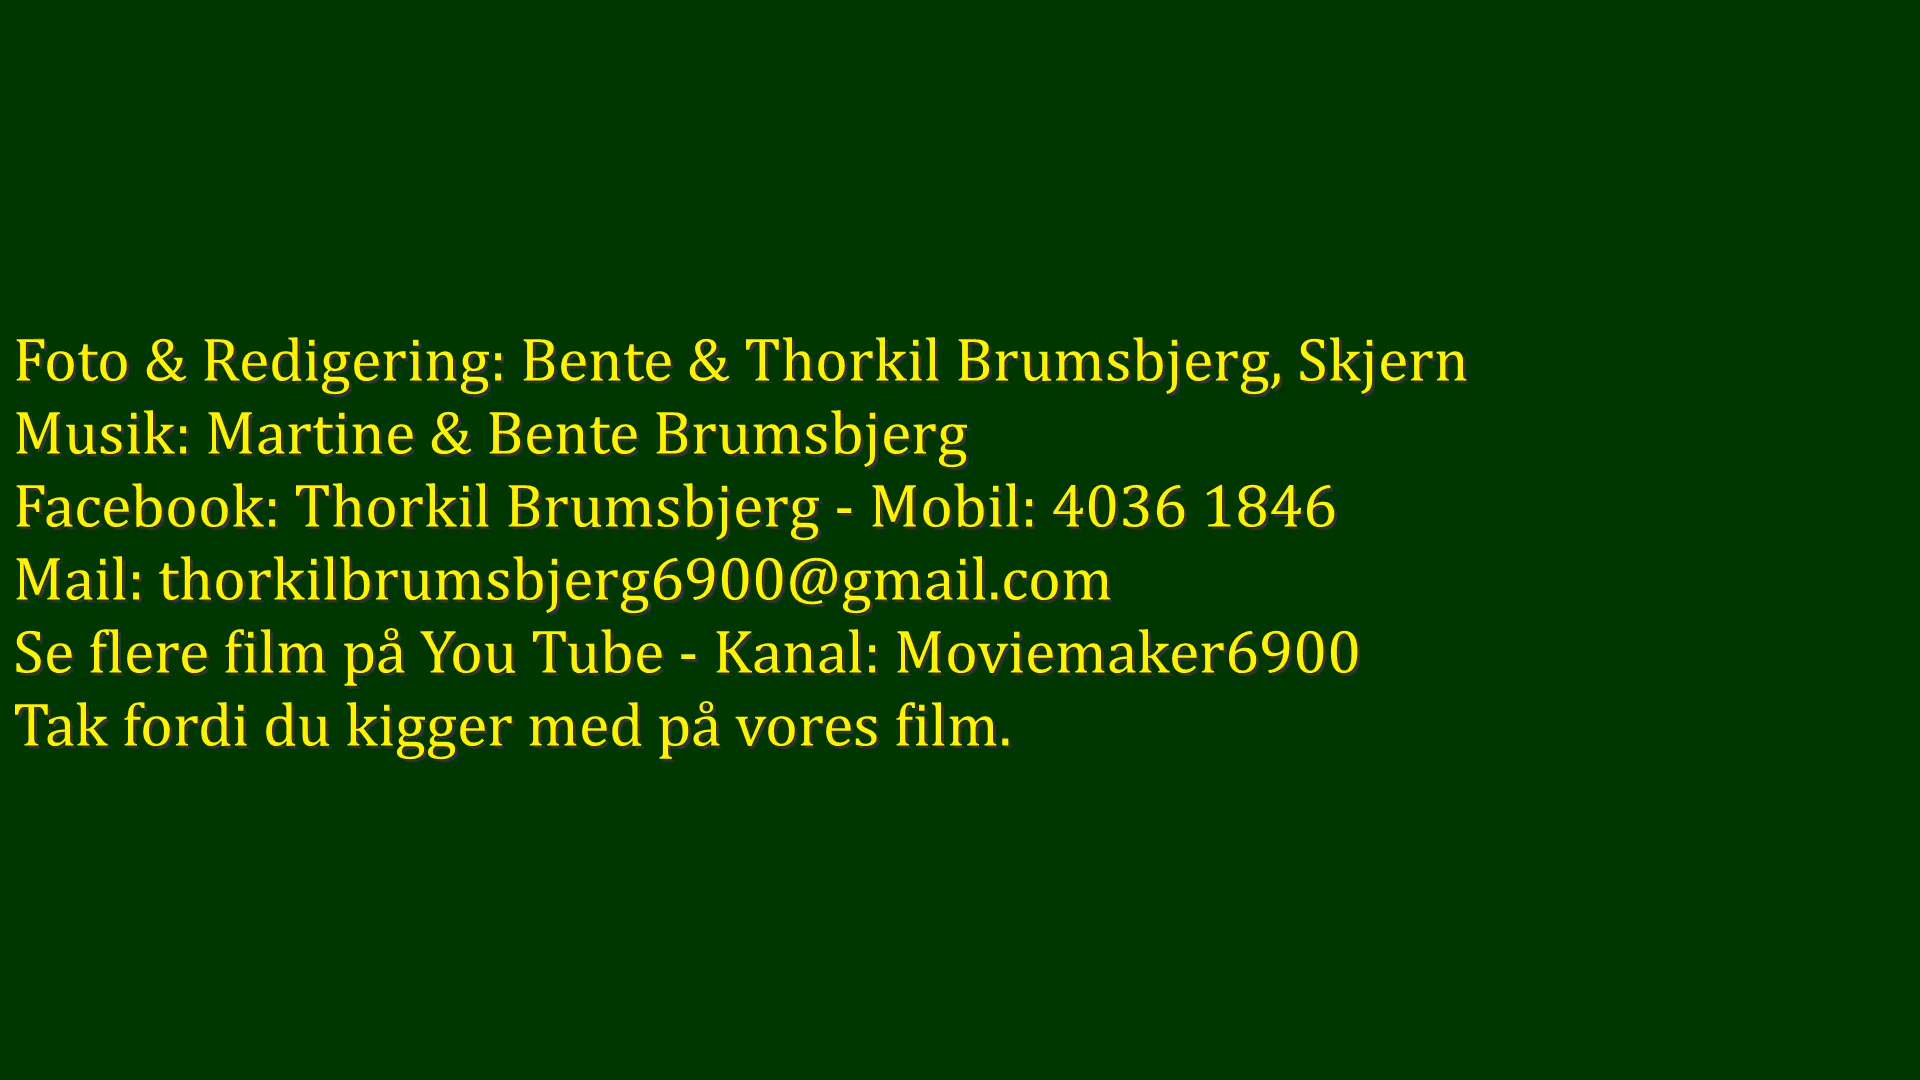 Foto & Redigering: Bente & Thorkil Brumsbjerg, Skjern
Musik: Martine & Bente Brumsbjerg
Facebook: Thorkil Brumsbjerg - Mobil: 4036 1846
Mail: thorkilbrumsbjerg6900@gmail.com
Se flere film på You Tube - Kanal: Moviemaker6900
Tak fordi du kigger med på vores film.